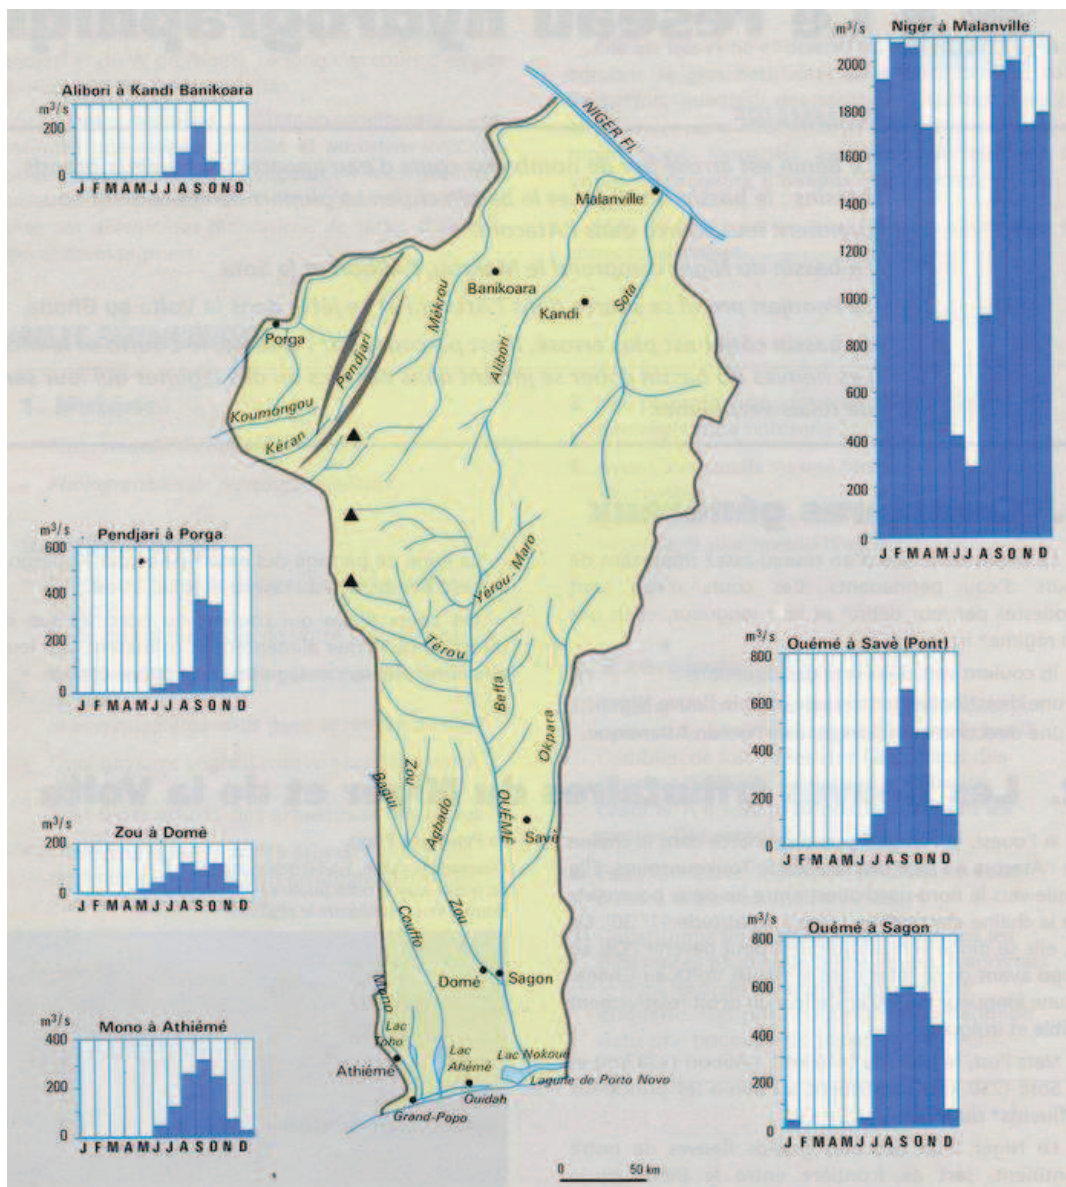 Niger à Malanville
m³/s
2000
1800
1600
1400
1200
1000
800
600
400
200
0
J F M A M J J A S O N D
Alibori à Kandi Banikoara
m³/s
200
0
J F M A M J J A S O N D
NIGER Fl.
Malanville
Banikoara
Kandi
Sota
Mékrou
Alibori
Porga
Pendjari
Koumongou
Kéran
Pendjari à Porga
m³/s
600
400
200
0
J F M A M J J A S O N D
Yérou-Maro
Térou
Beffa
Okpara
Ouémé à Savé (Pont)
m³/s
800
600
400
200
0
J F M A M J J A S O N D
Zou
Bagui
Agbado
OUÉMÉ
Savé
Zou à Domè
m³/s
200
0
J F M A M J J A S O N D
Couffo
Zou
Domè
Sagon
Mono
Ouémé à Sagon
m³/s
800
600
400
200
0
J F M A M J J A S O N D
Mono à Athiémé
m³/s
400
200
0
J F M A M J J A S O N D
Lac
Toho
Athiémé
Lac
Ahémé
Lac Nokoué
Lagune de Porto Novo
Ouidah
Grand-Popo
0 50 km